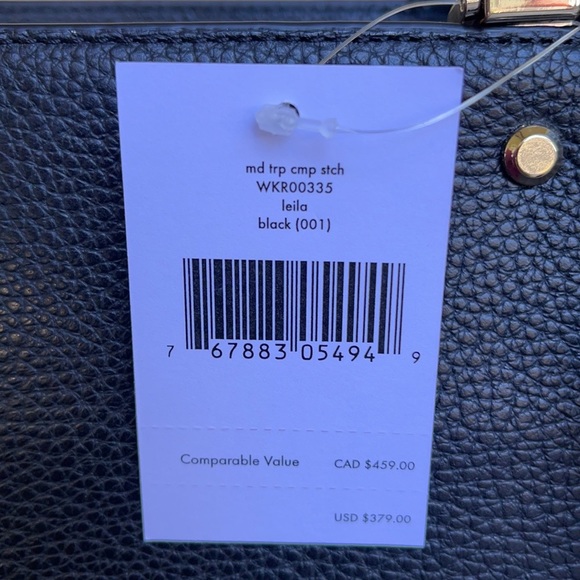 md trp cmp stch
WKR00335
leila
black (001)
7 67883 05494 9
Comparable Value CAD $459.00
USD $379.00